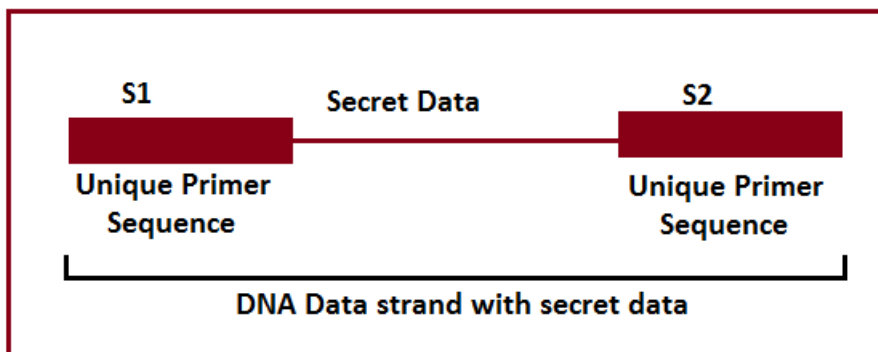 S1
Secret Data
S2
Unique Primer
Sequence
Unique Primer
Sequence
DNA Data strand with secret data